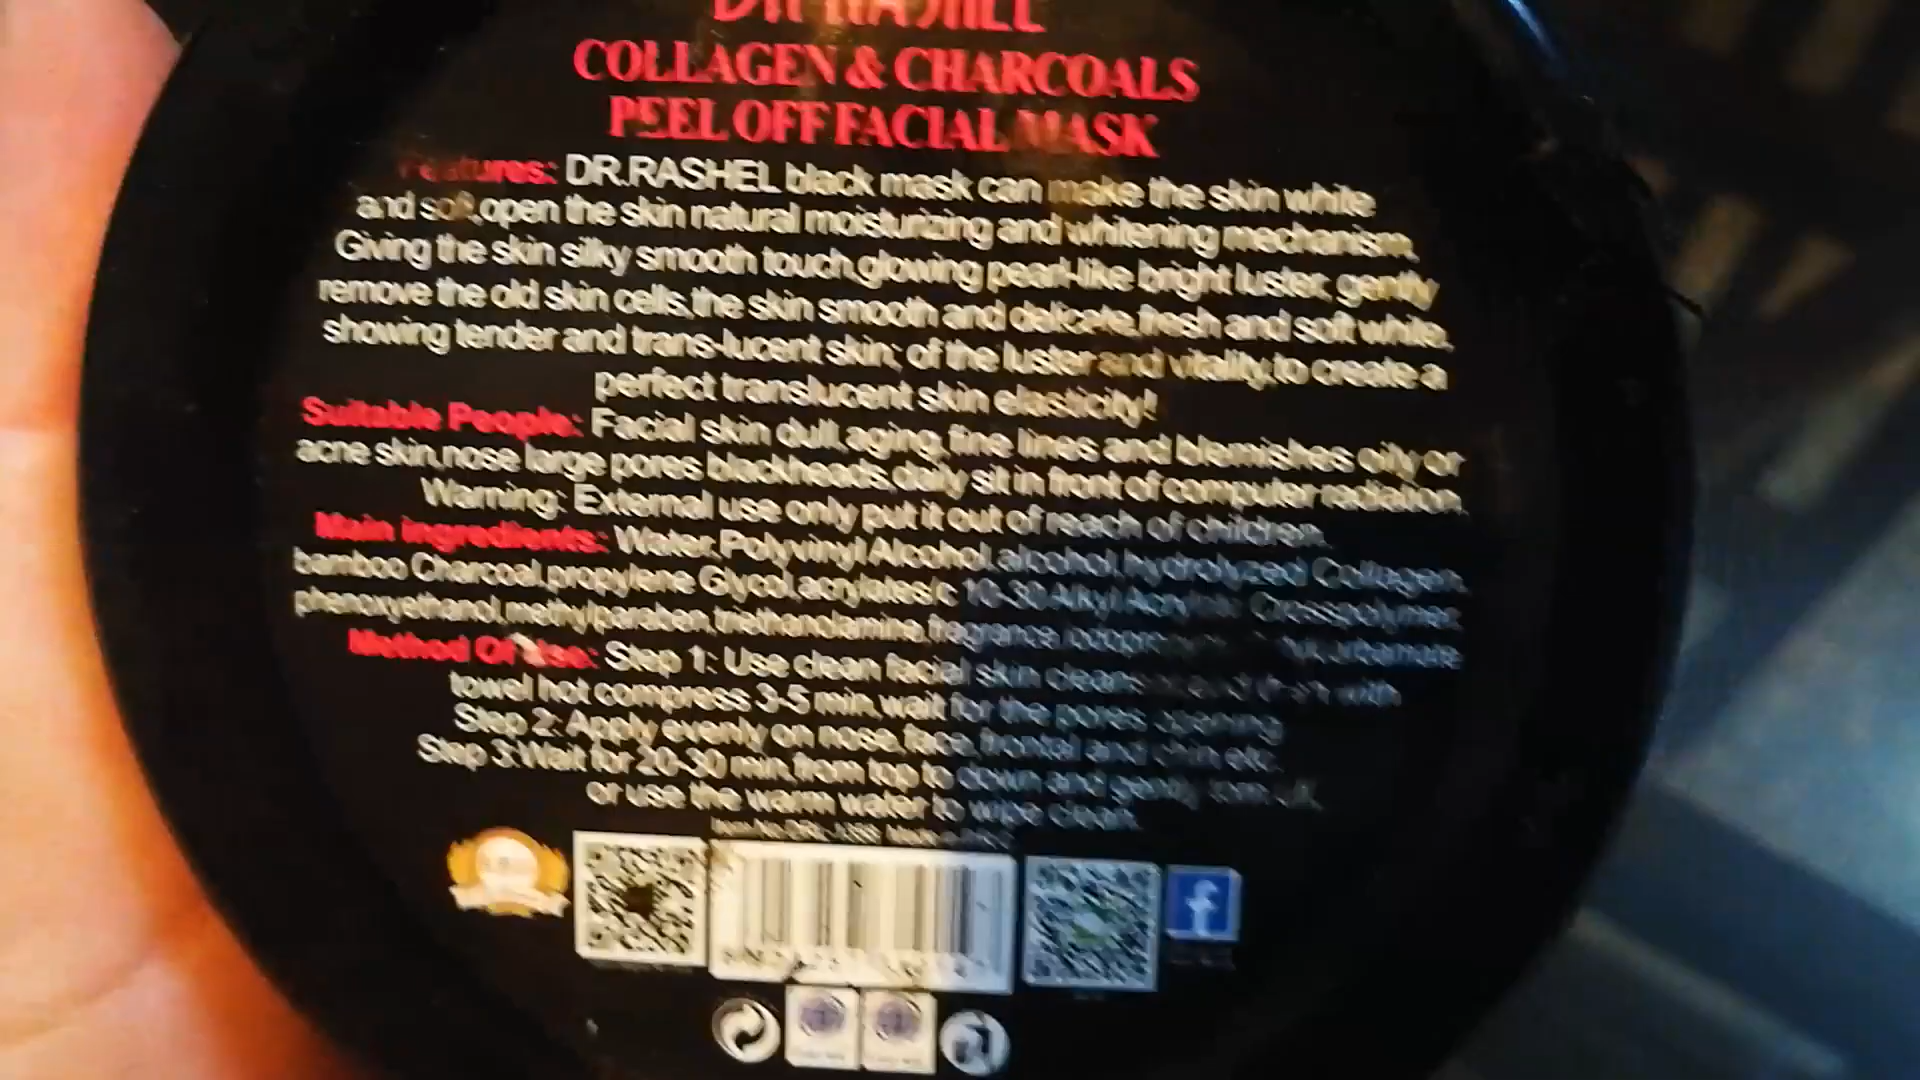 DR RASHEL
COLLAGEN & CHARCOALS
PEEL OFF FACIAL MASK
Features: DR.RASHEL black mask can make the skin white
and soft,open the skin natural moisturizing and whitening mechanism,
Giving the skin silky smooth touch,glowing pearl-like bright luster, gently
remove the old skin cells,the skin smooth and delicate,fresh and soft white,
showing tender and trans-lucent skin; of the luster and vitality,to create a
perfect translucent skin elasticity!
Suitable People: Facial skin dull,aging, fine lines and blemishes oily or
acne skin,nose large pores blackheads,daily sit in front of computer radiation.
Warning: External use only put it out of reach of children.
Main ingredients: Water,Polyvinyl Alcohol,alcohol,hydrolyzed Collagen,
bamboo Charcoal,propylene Glycol,acrylates/c 10-30 Alkyl Acrylate Crosspolymer,
phenoxyethanol,methylparaben,triethanolamine,fragrance,
Method Of Use: Step 1: Use clean facial skin with
towel hot compress 3-5 min,wait for the pores opening
Step 2: Apply evenly on nose,face, frontal and chin etc.
Step 3:Wait for 20-30 min,from top to down and gently
or use the warm water to wipe clean.